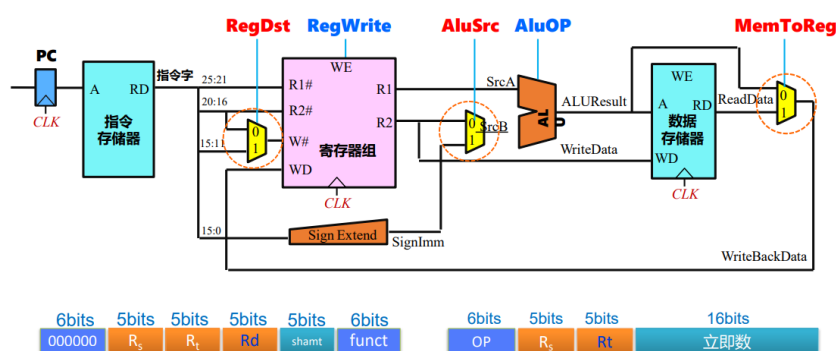 RegDst RegWrite AluSrc AluOP MemToReg
PC
指令字
25:21
20:16
15:11
15:0
A RD
指令
存储器
CLK
0
1
WE
R1# R1
R2# R2
W#
寄存器组
WD
CLK
SrcA
0
1
SrcB
ALU
ALUResult
WriteData
WE
A RD
数据
存储器
WD
CLK
ReadData
0
1
Sign Extend
SignImm
WriteBackData
6bits 5bits 5bits 5bits 5bits 6bits
000000 Rs Rt Rd shamt funct
6bits 5bits 5bits 16bits
OP Rs Rt 立即数